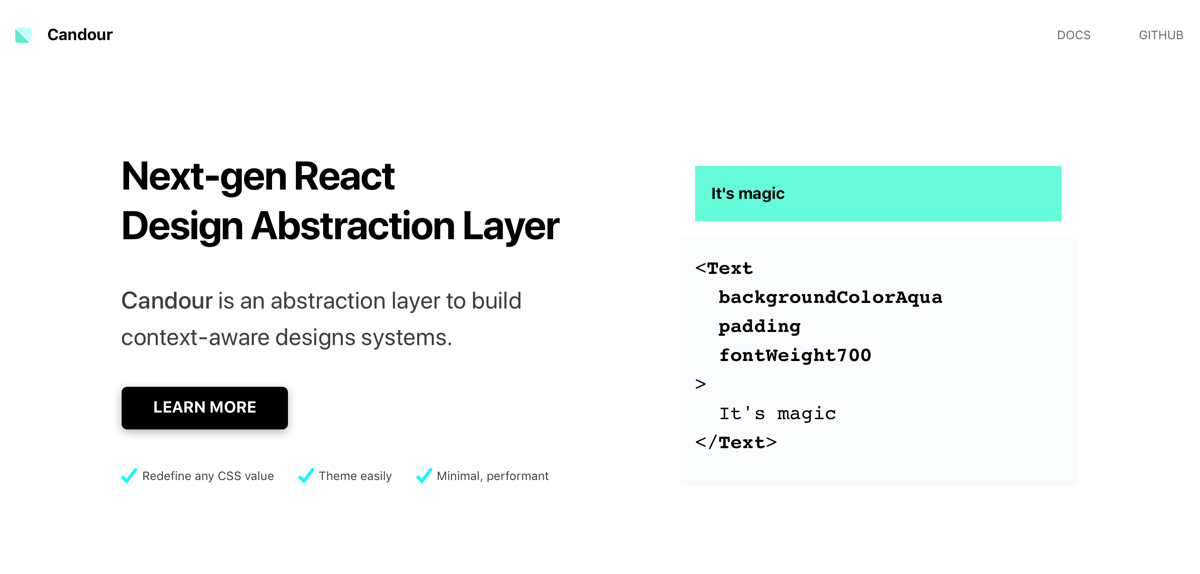 Candour
DOCS
GITHUB
Next-gen React
Design Abstraction Layer
Candour is an abstraction layer to build
context-aware designs systems.
LEARN MORE
Redefine any CSS value
Theme easily
Minimal, performant
It's magic
<Text
  backgroundColorAqua
  padding
  fontWeight700
>
  It's magic
</Text>